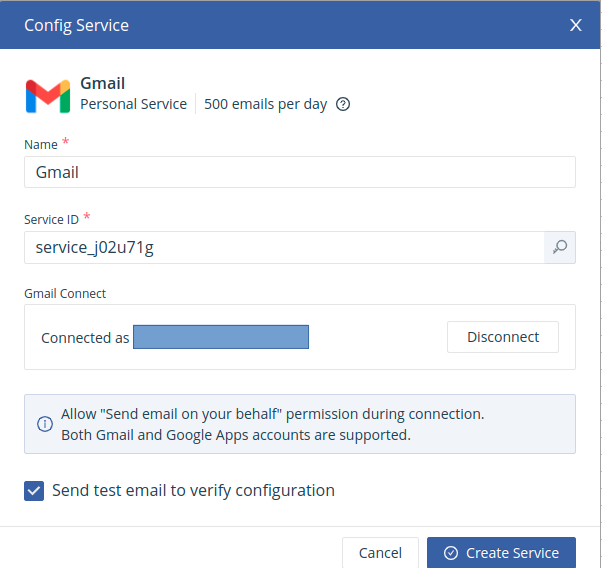 Config Service
Gmail
Personal Service 500 emails per day
Name *
Gmail
Service ID *
service_j02u71g
Gmail Connect
Connected as
Disconnect
Allow "Send email on your behalf" permission during connection.
Both Gmail and Google Apps accounts are supported.
Send test email to verify configuration
Cancel
Create Service